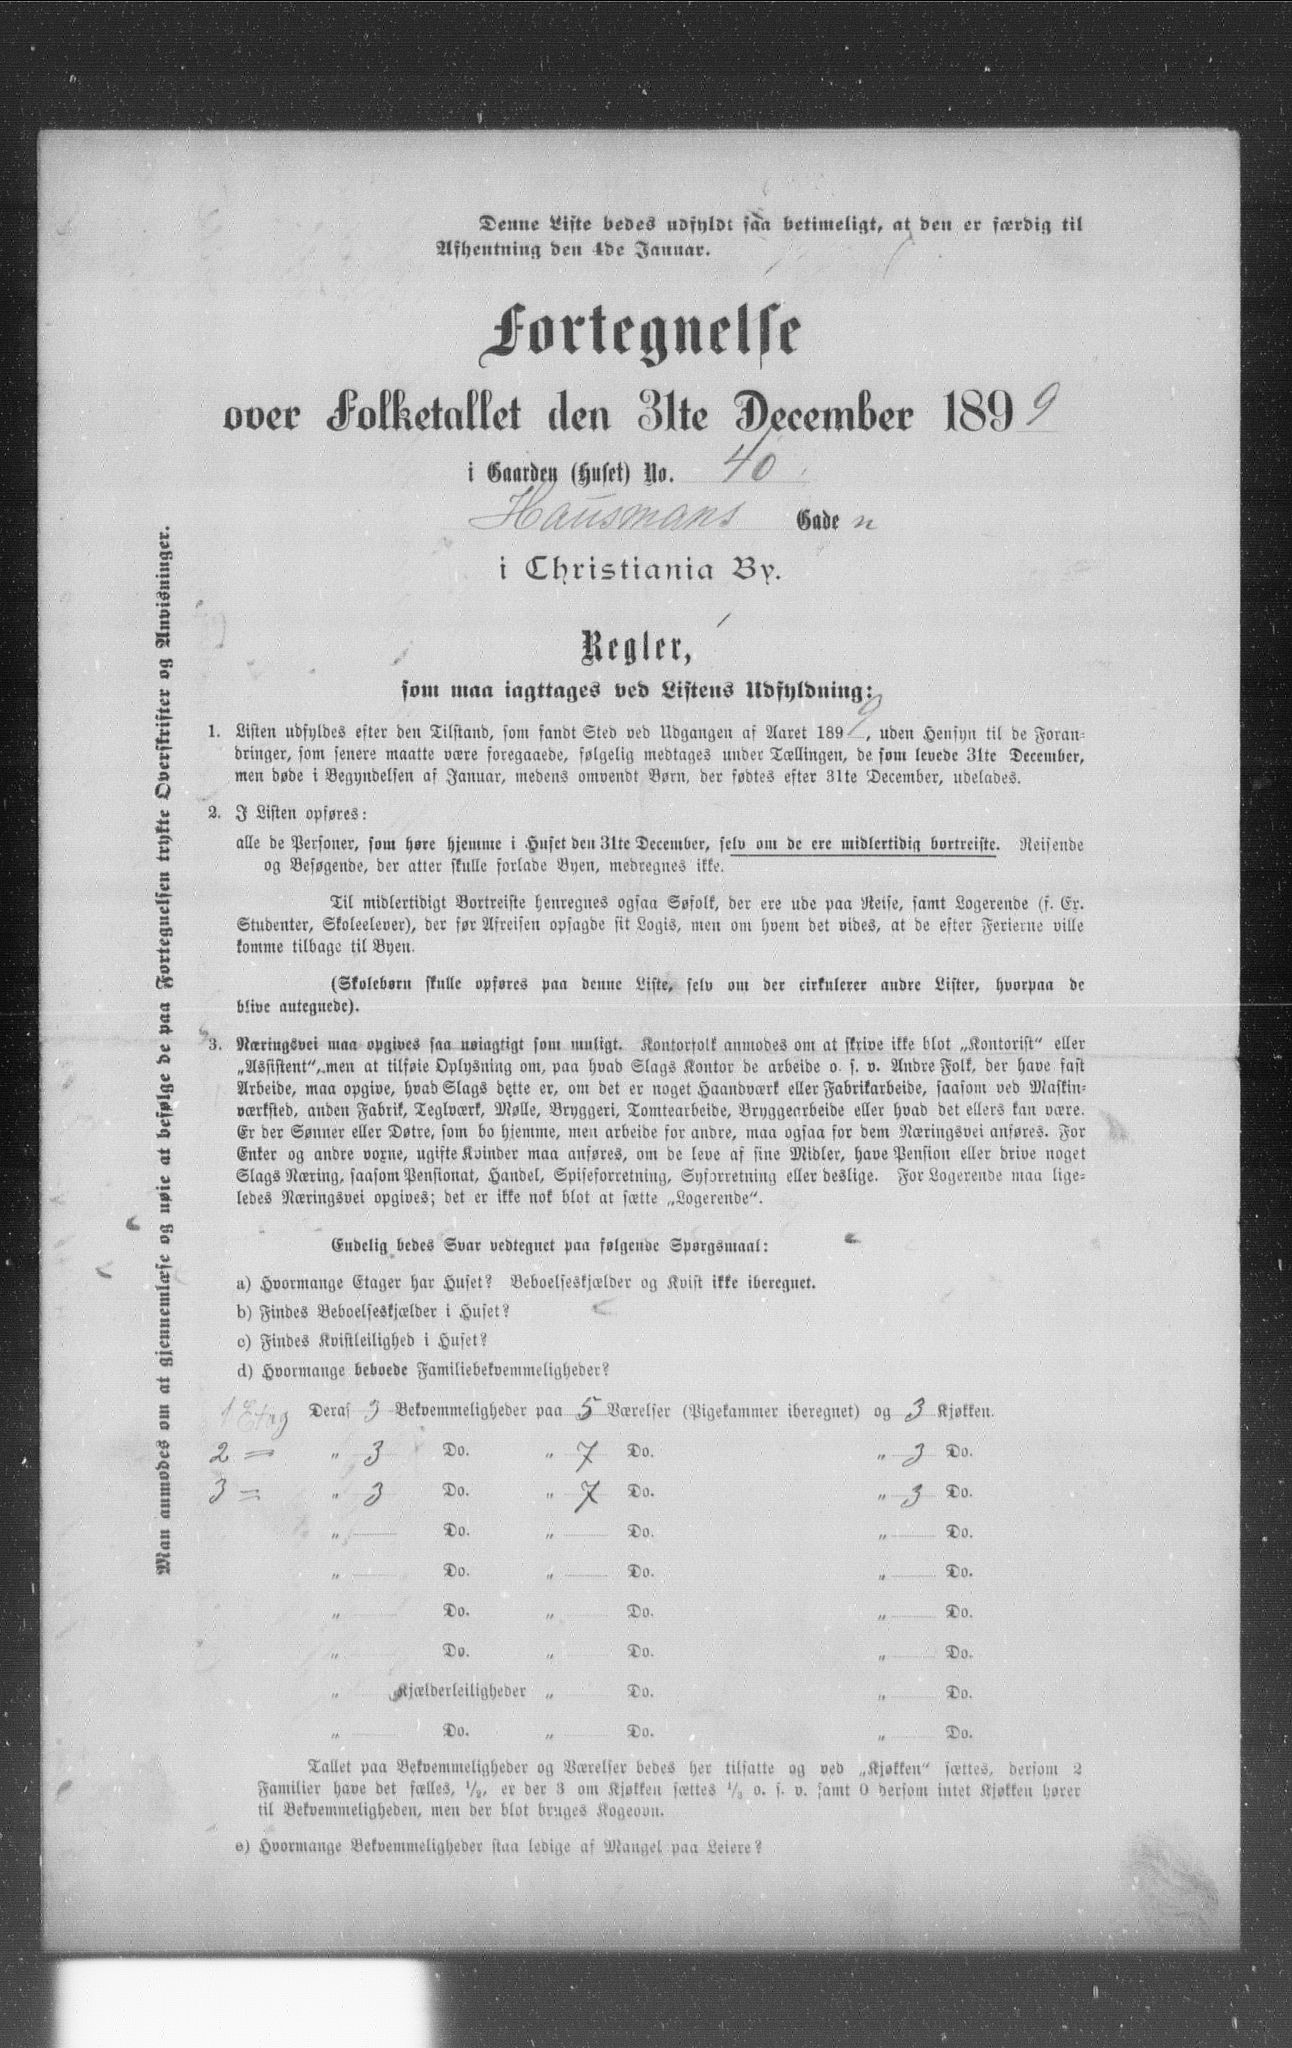 Denne Liste bedes udfyldt saa betimeligt, at den er færdig til
Afhentning den 4de Januar.
Fortegnelse
over Folketallet den 31te December 1899
i Gaarden (Huset) No. 40
Hausmans Gaden
i Christiania By.
Regler,
som maa iagttages ved Listens Udfyldning:
1. Listen udfyldes efter den Tilstand, som fandt Sted ved Udgangen af Aaret 1899, uden Hensyn til de Foran-
dringer, som senere maatte være foregaaede, følgelig medtages under Tællingen, de som levede 31te December,
men døde i Begyndelsen af Januar, medens omvendt Børn, der fødtes efter 31te December, udelades.
2. I Listen opføres:
alle de Personer, som høre hjemme i Huset den 31te December, selv om de ere midlertidig bortreiste. Reisende
og Besøgende, der atter skulle forlade Byen, medregnes ikke.
Til midlertidigt Bortreiste henregnes ogsaa Søfolk, der ere ude paa Reise, samt Logerende (f. Ex.
Studenter, Skoleelever), der før Afreisen opsagde sit Logis, men om hvem det vides, at de efter Ferierne ville
komme tilbage til Byen.
(Skolebørn skulle opføres paa denne Liste, selv om der cirkulerer andre Lister, hvorpaa de
blive antegnede).
3. Næringsvei maa opgives saa nøiagtigt som muligt. Kontorfolk anmodes om at skrive ikke blot „Kontorist“ eller
„Assistent“, men at tilføie Oplysning om, paa hvad Slags Kontor de arbeide o. s. v. Andre Folk, der have fast
Arbeide, maa opgive, hvad Slags dette er, om det er noget Haandværk eller Fabrikarbeide, saasom ved Maskin-
værksted, anden Fabrik, Teglværk, Mølle, Bryggeri, Tomtearbeide, Bryggearbeide eller hvad det ellers kan være.
Er der Sønner eller Døtre, som bo hjemme, men arbeide for andre, maa ogsaa for dem Næringsvei anføres. For
Enker og andre voxne, ugifte Kvinder maa anføres, om de leve af sine Midler, have Pension eller drive noget
Slags Næring, saasom Pensionat, Handel, Spiseforretning, Syforretning eller deslige. For Logerende maa lige-
ledes Næringsvei opgives; det er ikke nok blot at sætte „Logerende“.
Endelig bedes Svar vedtegnet paa følgende Spørgsmaal:
a) Hvormange Etager har Huset? Beboelseskjælder og Kvist ikke iberegnet.
b) Findes Beboelseskjælder i Huset?
c) Findes Kvistleilighed i Huset?
d) Hvormange beboede Familiebekvemmeligheder?
1 Etag Deraf 3 Bekvemmeligheder paa 5 Værelser (Pigekammer iberegnet) og 3 Kjøkken.
2 = „ 3 Do. „ 7 Do. „ 3 Do.
3 = „ 3 Do. „ 7 Do. „ 3 Do.
„ Do. „ Do. „ Do.
„ Do. „ Do. „ Do.
„ Do. „ Do. „ Do.
„ Do. „ Do. „ Do.
„ Kjælderleiligheder „ Do. „ Do.
„ Do. „ Do. „ Do.
Tallet paa Bekvemmeligheder og Værelser bedes her tilsatte og ved „Kjøkken“ sættes, dersom 2
Familier have det fælles, 1/2, er der 3 om Kjøkken sættes 1/3 o. s. v. samt 0 dersom intet Kjøkken hører
til Bekvemmeligheden, men der blot bruges Kogeovn.
e) Hvormange Bekvemmeligheder staa ledige af Mangel paa Leiere?
Man anmodes om at gjennemlæse og nøie at befølge de paa Fortegnelsen trykte Overskrifter og Anvisninger.